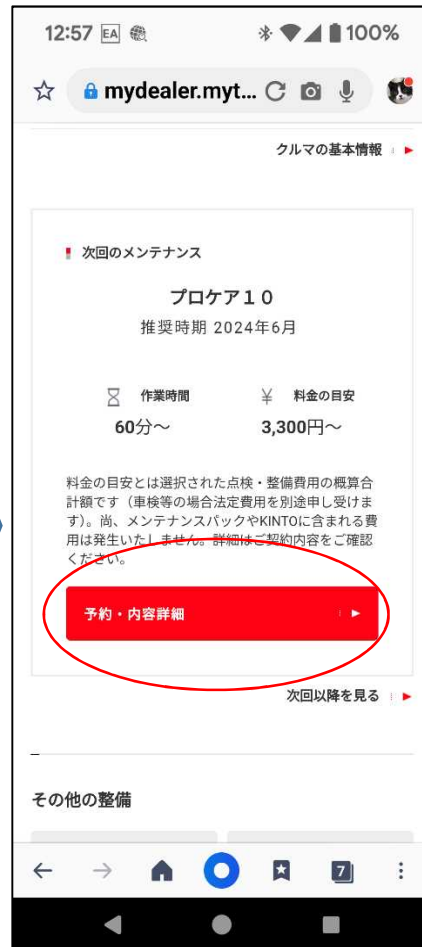 12:57 EA 100%
mydealer.myt...
クルマの基本情報
次回のメンテナンス
プロケア１０
推奨時期 2024年6月
作業時間 ¥ 料金の目安
60分～ 3,300円～
料金の目安とは選択された点検・整備費用の概算合
計額です（車検等の場合法定費用を別途申し受けま
す）。尚、メンテナンスパックやKINTOに含まれる費
用は発生いたしません。詳細はご契約内容をご確認
ください。
予約・内容詳細
次回以降を見る
その他の整備
7